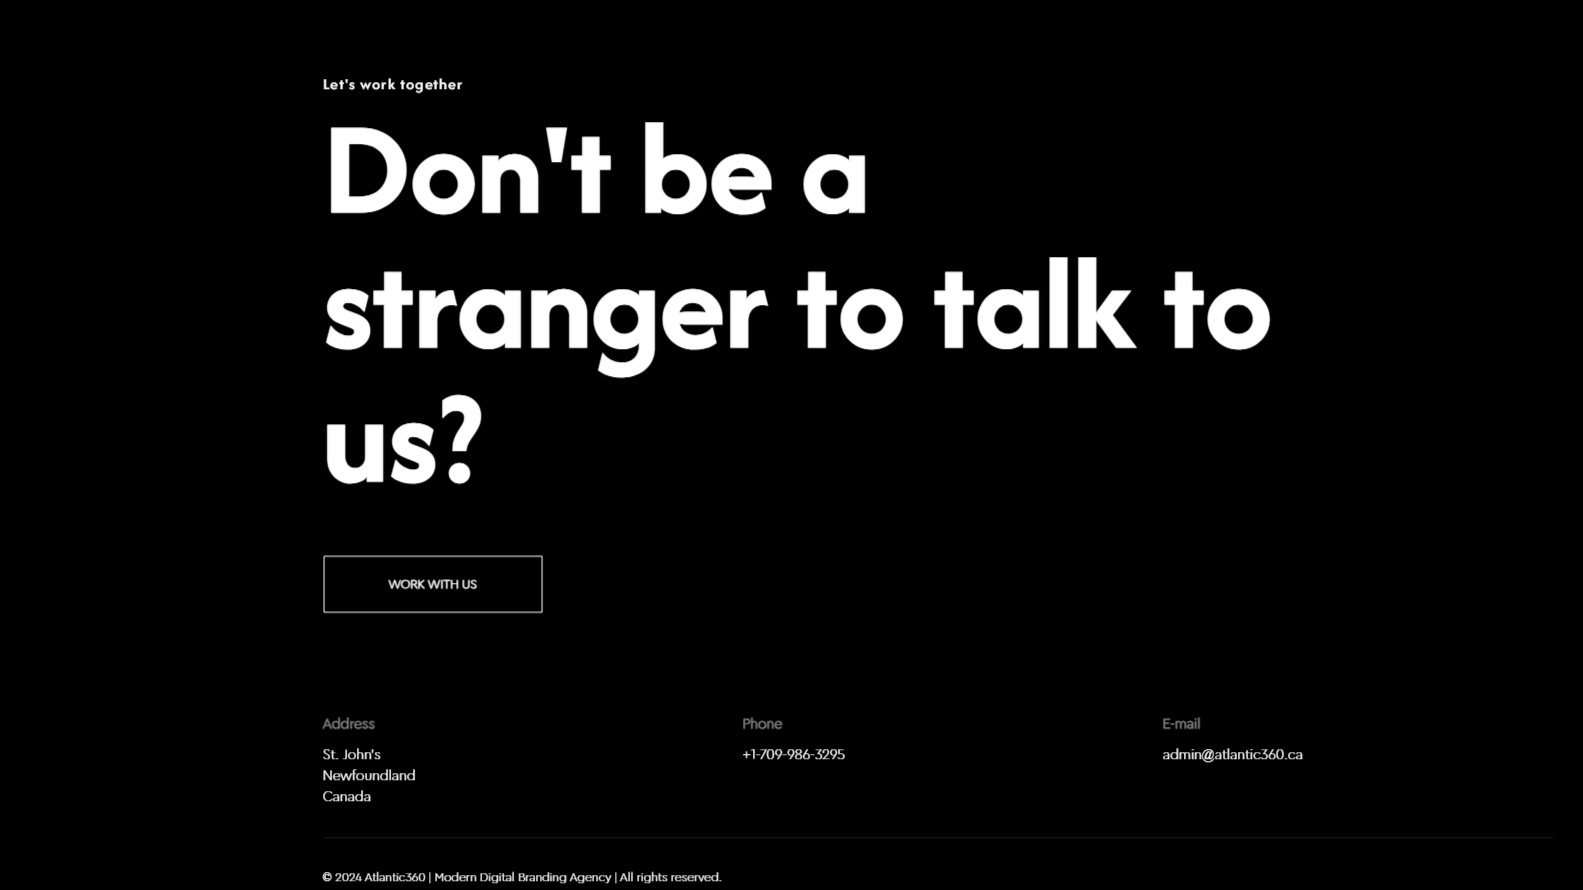 Let's work together
Don't be a
stranger to talk to
us?
WORK WITH US
Address
St. John's
Newfoundland
Canada
Phone
+1-709-986-3295
E-mail
admin@atlantic360.ca
© 2024 Atlantic360 | Modern Digital Branding Agency | All rights reserved.